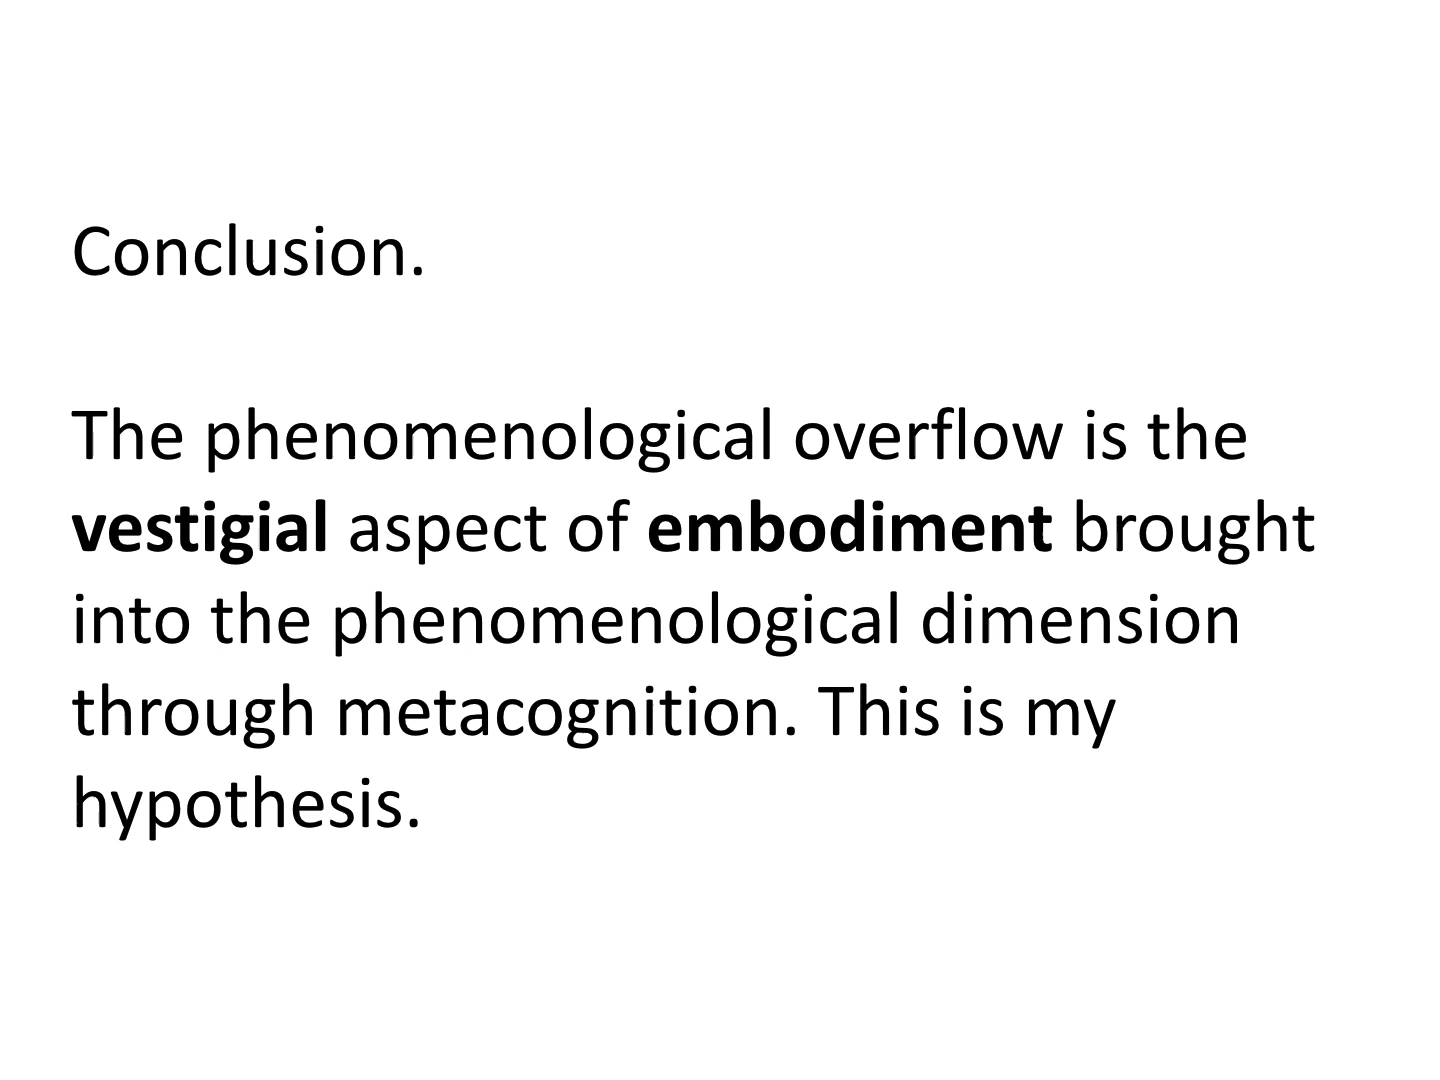 Conclusion.
The phenomenological overflow is the
vestigial aspect of embodiment brought
into the phenomenological dimension
through metacognition. This is my
hypothesis.